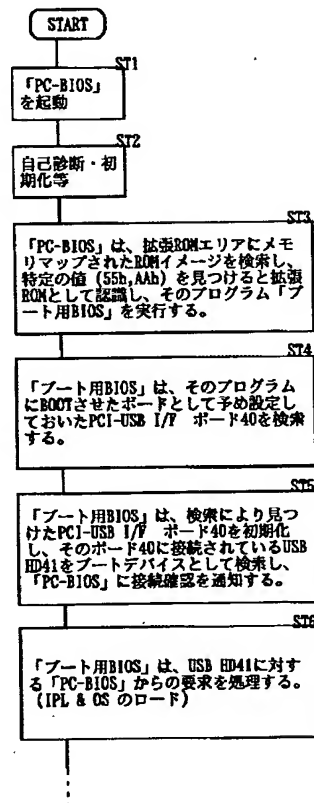 START
ST1
「PC-BIOS」
を起動
ST2
自己診断・初
期化等
ST3
「PC-BIOS」は、拡張ROMエリアにメモ
リマップされたROMイメージを検索し、
特定の値 (55h,AAh) を見つけると拡張
ROMとして認識し、そのプログラム「ブ
ート用BIOS」を実行する。
ST4
「ブート用BIOS」は、そのプログラム
にBOOTさせたボードとして予め設定し
ておいたPCI-USB I/F ボード40を検索
する。
ST5
「ブート用BIOS」は、検索により見つ
けたPCI-USB I/F ボード40を初期化
し、そのボード40に接続されているUSB
HD41をブートデバイスとして検索し、
「PC-BIOS」に接続確認を通知する。
ST6
「ブート用BIOS」は、USB HD41に対す
る「PC-BIOS」からの要求を処理する。
(IPL & OS のロード)